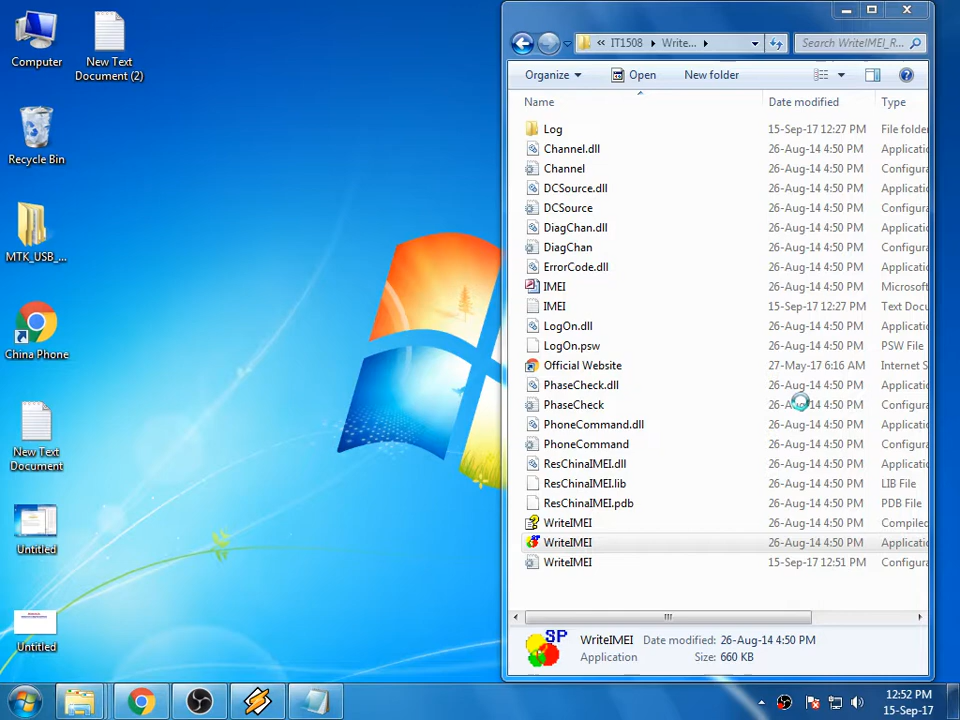 Computer
New Text
Document (2)
Recycle Bin
MTK_USB_...
China Phone
New Text
Document
Untitled
Untitled
« IT1508 Write...
Search WriteIMEI_R...
Organize
Open
New folder
Name
Date modified
Type
Log 15-Sep-17 12:27 PM File folde
Channel.dll 26-Aug-14 4:50 PM Applicatio
Channel 26-Aug-14 4:50 PM Configura
DCSource.dll 26-Aug-14 4:50 PM Applicatio
DCSource 26-Aug-14 4:50 PM Configura
DiagChan.dll 26-Aug-14 4:50 PM Applicatio
DiagChan 26-Aug-14 4:50 PM Configura
ErrorCode.dll 26-Aug-14 4:50 PM Applicatio
IMEI 26-Aug-14 4:50 PM Microsoft
IMEI 15-Sep-17 12:27 PM Text Docu
LogOn.dll 26-Aug-14 4:50 PM Applicatio
LogOn.psw 26-Aug-14 4:50 PM PSW File
Official Website 27-May-17 6:16 AM Internet S
PhaseCheck.dll 26-Aug-14 4:50 PM Applicatio
PhaseCheck 26-Aug-14 4:50 PM Configura
PhoneCommand.dll 26-Aug-14 4:50 PM Applicatio
PhoneCommand 26-Aug-14 4:50 PM Configura
ResChinaIMEI.dll 26-Aug-14 4:50 PM Applicatio
ResChinaIMEI.lib 26-Aug-14 4:50 PM LIB File
ResChinaIMEI.pdb 26-Aug-14 4:50 PM PDB File
WriteIMEI 26-Aug-14 4:50 PM Compiled
WriteIMEI 26-Aug-14 4:50 PM Applicatio
WriteIMEI 15-Sep-17 12:51 PM Configura
SP
WriteIMEI Date modified: 26-Aug-14 4:50 PM
Application Size: 660 KB
12:52 PM
15-Sep-17